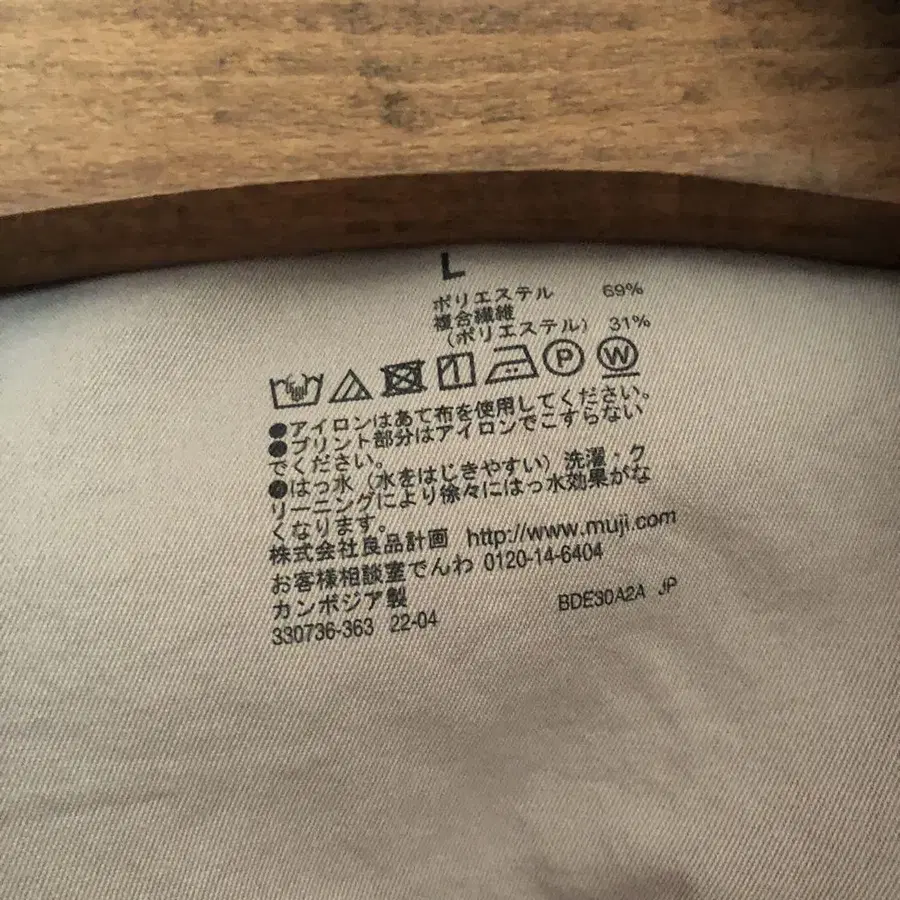 L
ポリエステル 69%
複合繊維
(ポリエステル) 31%
P W
●アイロンはあて布を使用してください。
●プリント部分はアイロンでこすらない
でください。
●はっ水（水をはじきやすい）洗濯・ク
リーニングにより徐々にはっ水効果がな
くなります。
株式会社良品計画 http://www.muji.com
お客様相談室でんわ 0120-14-6404
カンボジア製
330736-363 22-04 BDE30A2A JP